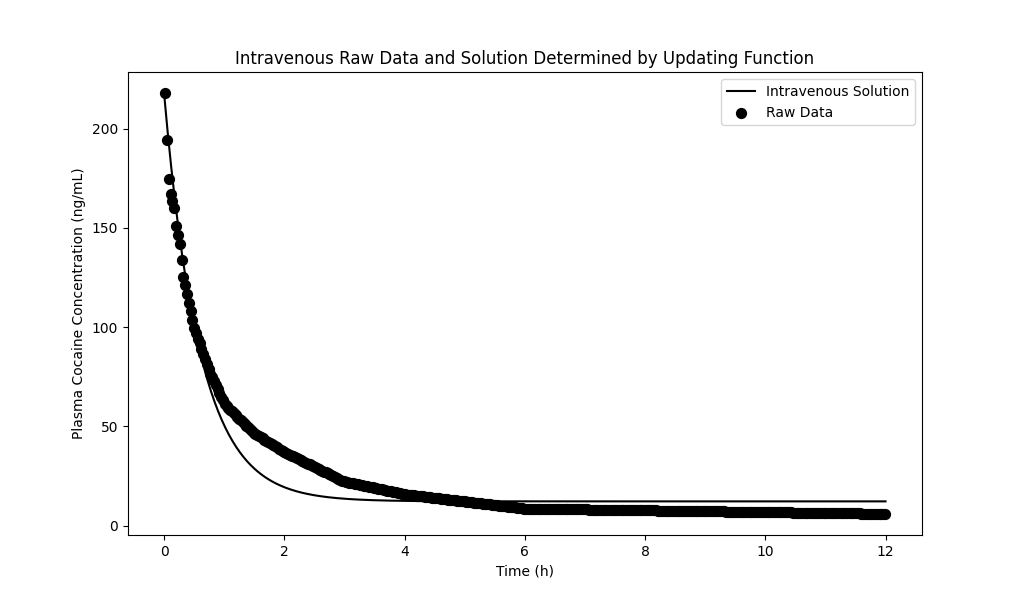 Intravenous Raw Data and Solution Determined by Updating Function
Intravenous Solution
Raw Data
Plasma Cocaine Concentration (ng/mL)
200
150
100
50
0
0 2 4 6 8 10 12
Time (h)